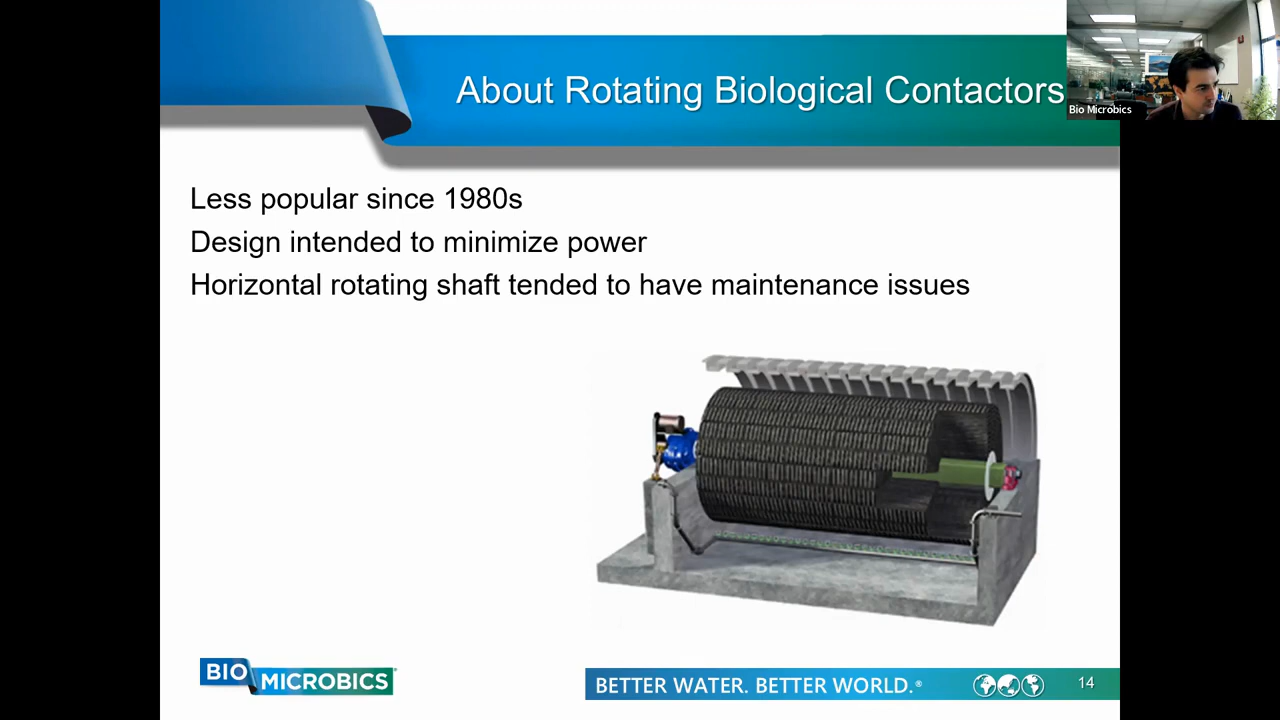 About Rotating Biological Contactors
Bio Microbics
Less popular since 1980s
Design intended to minimize power
Horizontal rotating shaft tended to have maintenance issues
BIO MICROBICS®
BETTER WATER. BETTER WORLD.®
14